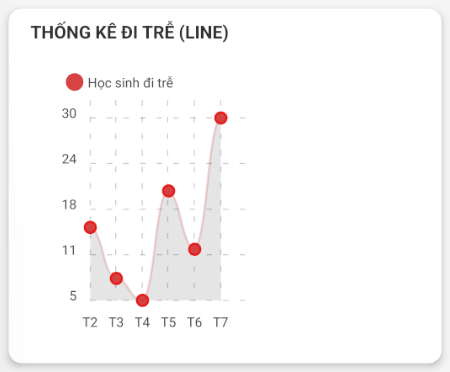 THỐNG KÊ ĐI TRỄ (LINE)
Học sinh đi trễ
30
24
18
11
5
T2 T3 T4 T5 T6 T7